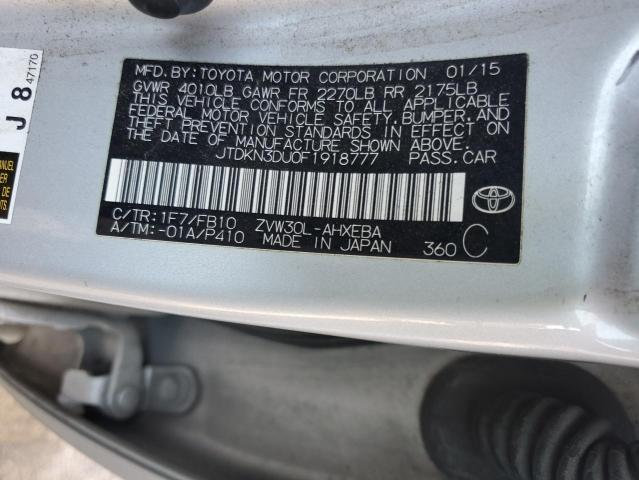 MFD. BY: TOYOTA MOTOR CORPORATION 01/15
GVWR 4010LB GAWR FR 2270LB RR 2175LB
THIS VEHICLE CONFORMS TO ALL APPLICABLE
FEDERAL MOTOR VEHICLE SAFETY, BUMPER, AND
THEFT PREVENTION STANDARDS IN EFFECT ON
THE DATE OF MANUFACTURE SHOWN ABOVE.
JTDKN3DU0F1918777 PASS. CAR
C/TR: 1F7/FB10 ZVW30L-AHXEBA
A/TM: -01A/P410 MADE IN JAPAN 360 C
J 8
47170